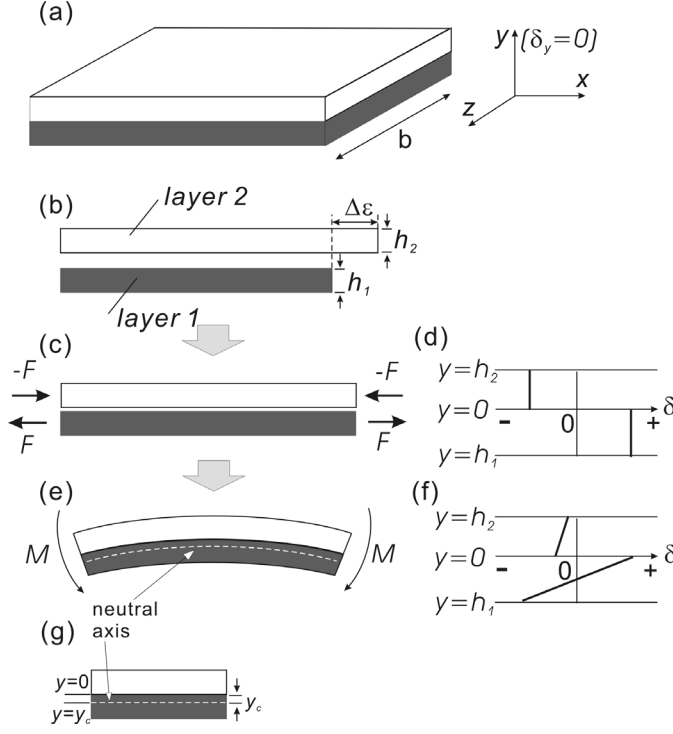 (a)
y (δy=0)
x
z
b
(b)
layer 2
Δε
h2
h1
layer 1
(c)
-F
-F
F
F
(d)
y=h2
y=0
- 0 + δ
y=h1
(e)
M
M
neutral
axis
(f)
y=h2
y=0
- 0 + δ
y=h1
(g)
y=0
y=yc
yc